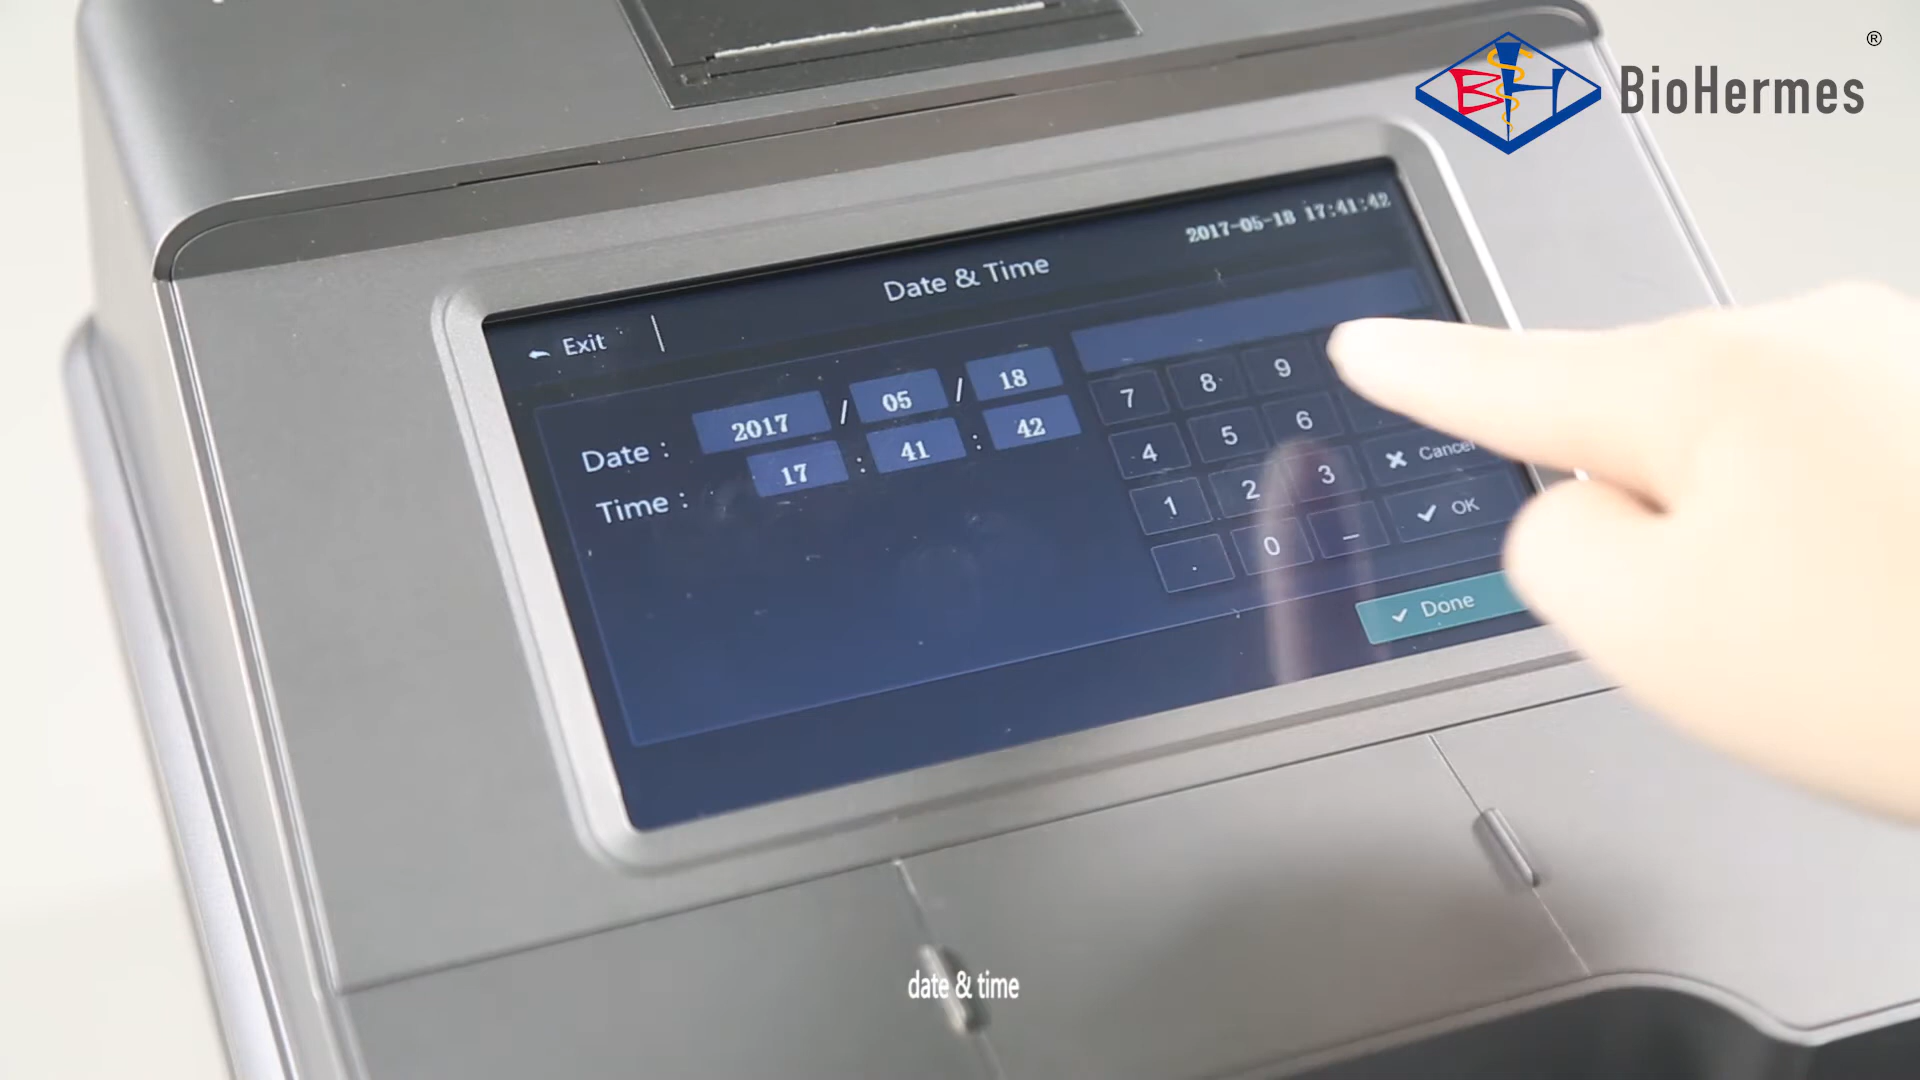 ®
BH BioHermes
2017-05-18 17:41:42
Date & Time
Exit
Date : 2017 / 05 / 18
Time : 17 : 41 : 42
7 8 9
4 5 6 Cancel
1 2 3 OK
. 0 –
Done
date & time